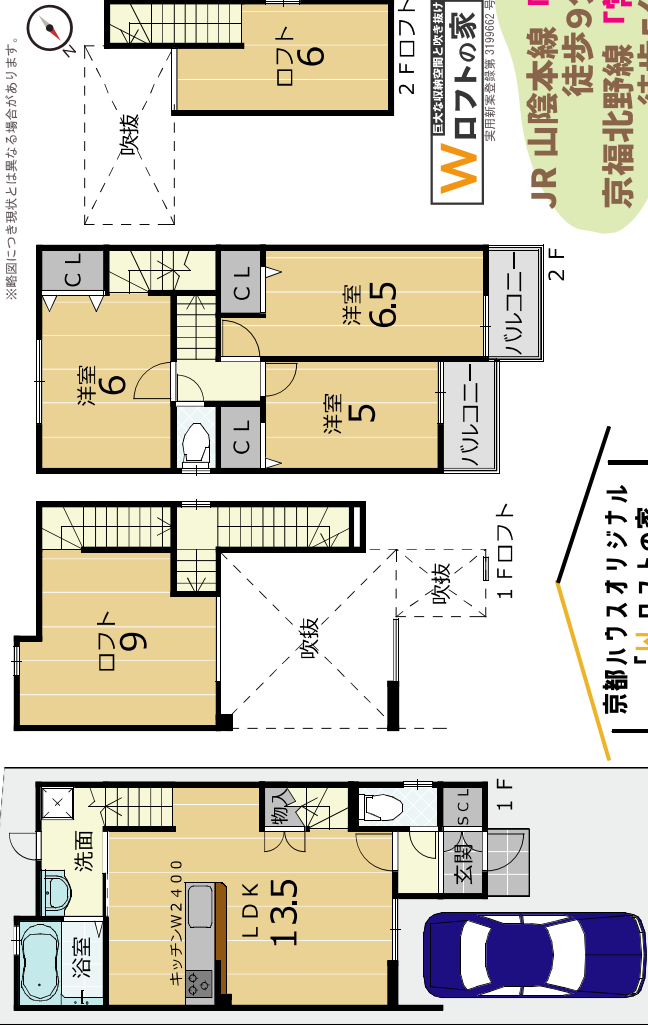 ※略図につき現状とは異なる場合があります。
浴室
洗面
キッチンW2400
LDK
13.5
物入
玄関
SCL
1F
ロフト
9
吹抜
吹抜
1Fロフト
CL
洋室
6
CL
CL
洋室
5
洋室
6.5
バルコニー
バルコニー
2F
吹抜
ロフト
6
2Fロフト
N
巨大な収納空間と吹き抜け
Wロフトの家
実用新案登録第3199662号
JR 山陰本線「
徒歩9
京福北野線「
京都ハウスオリジナル
「Wロフトの家